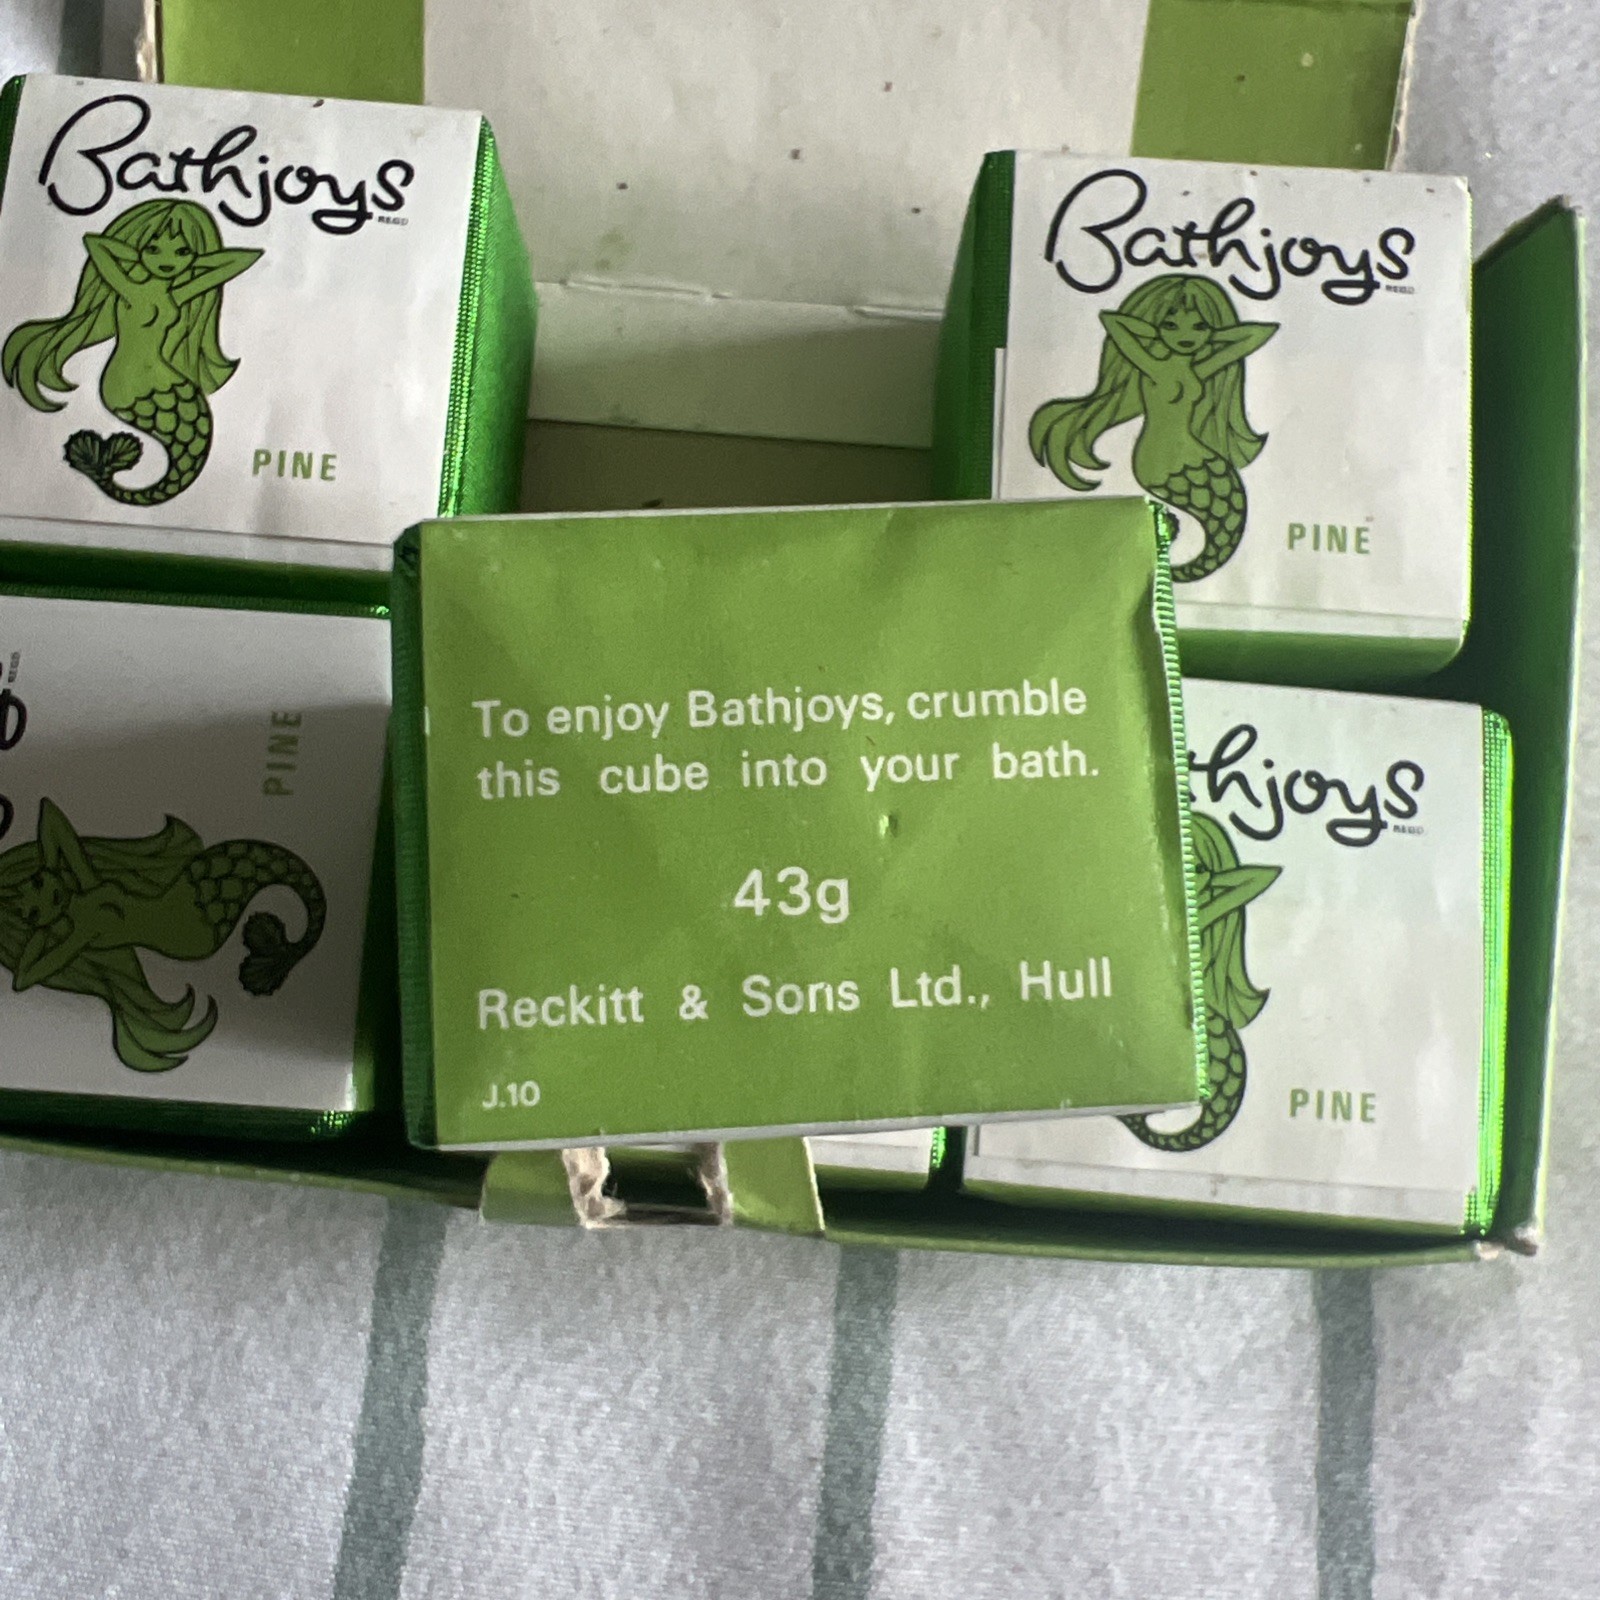 Bathjoys
REGD
PINE
Bathjoys
REGD
PINE
PINE
To enjoy Bathjoys, crumble
this cube into your bath.
43g
Reckitt & Sons Ltd., Hull
J.10
hjoys
REGD
PINE